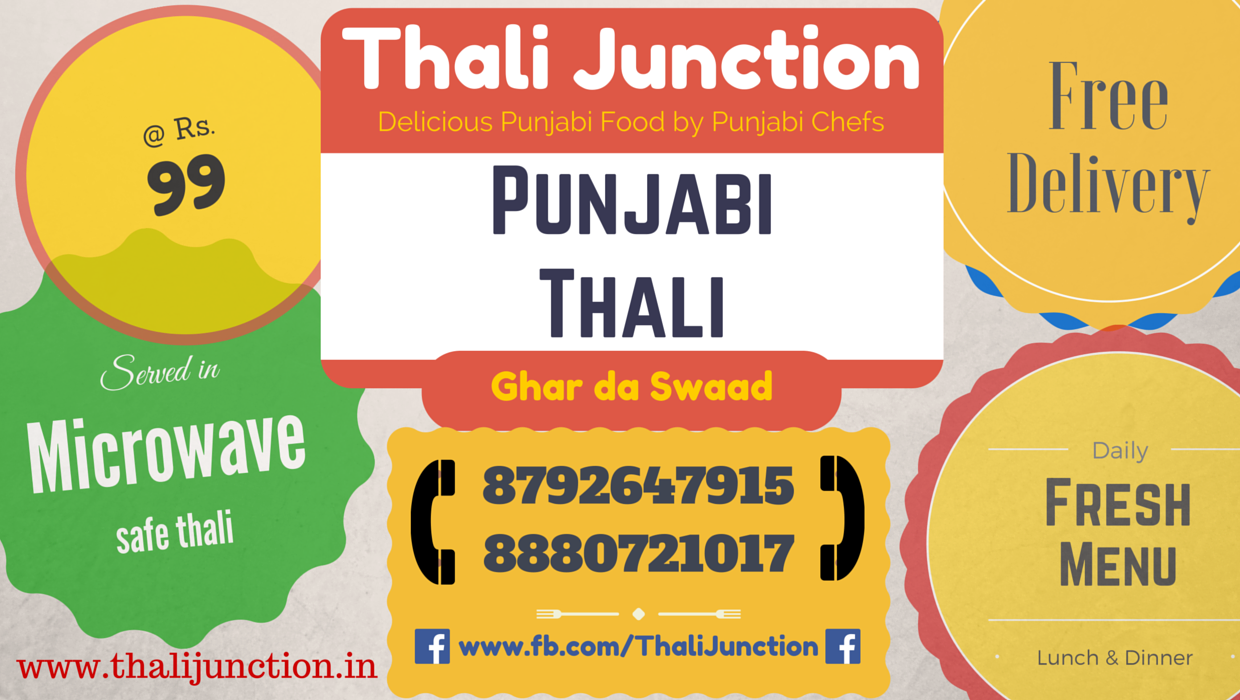 Thali Junction
Delicious Punjabi Food by Punjabi Chefs
Punjabi
Thali
Ghar da Swaad
@ Rs.
99
Served in
Microwave
safe thali
www.thalijunction.in
8792647915
8880721017
www.fb.com/ThaliJunction
Free
Delivery
Daily
Fresh
Menu
Lunch & Dinner